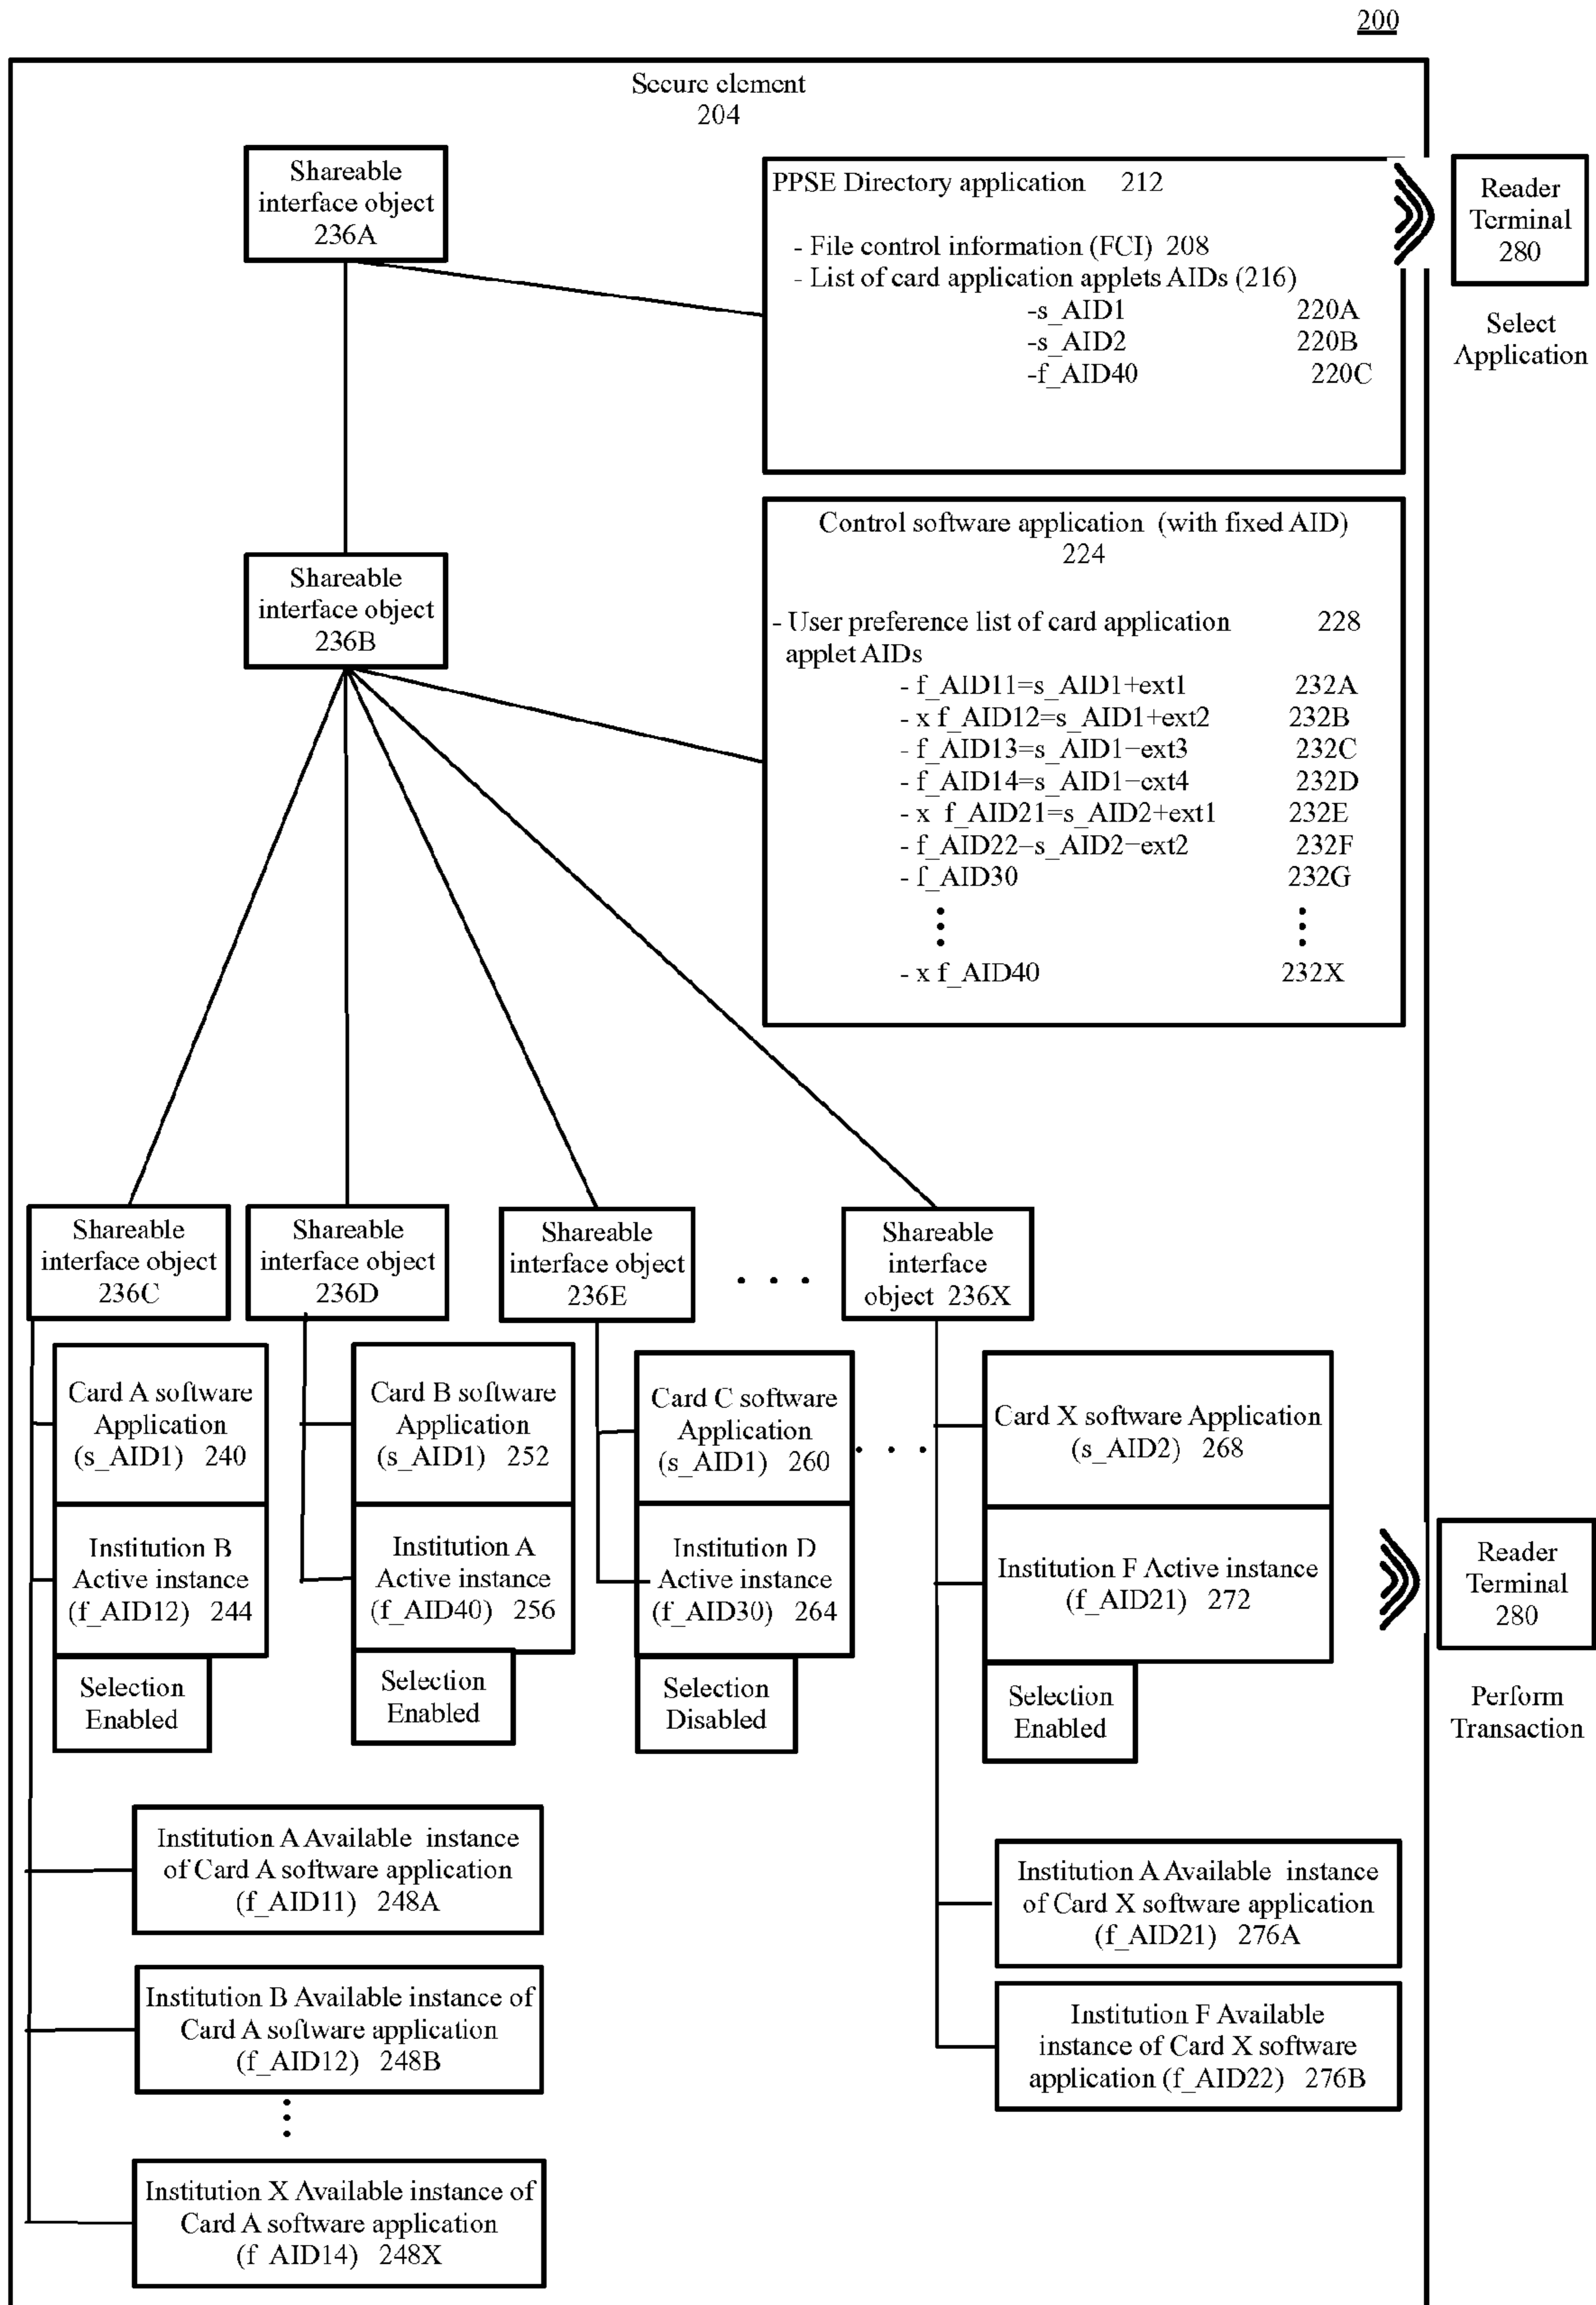 200
Secure element
204
Shareable
interface object
236A
PPSE Directory application 212
- File control information (FCI) 208
- List of card application applets AIDs (216)
-s_AID1 220A
-s_AID2 220B
-f_AID40 220C
Reader
Terminal
280
Select
Application
Shareable
interface object
236B
Control software application (with fixed AID)
224
- User preference list of card application 228
applet AIDs
- f_AID11=s_AID1+ext1 232A
- x f_AID12=s_AID1+ext2 232B
- f_AID13=s_AID1−ext3 232C
- f_AID14=s_AID1−ext4 232D
- x f_AID21=s_AID2+ext1 232E
- f_AID22−s_AID2−ext2 232F
- f_AID30 232G
- x f_AID40 232X
Shareable
interface object
236C
Shareable
interface object
236D
Shareable
interface object
236E
. . .
Shareable
interface
object 236X
Card A software
Application
(s_AID1) 240
Institution B
Active instance
(f_AID12) 244
Selection
Enabled
Card B software
Application
(s_AID1) 252
Institution A
Active instance
(f_AID40) 256
Selection
Enabled
Card C software
Application
(s_AID1) 260
Institution D
Active instance
(f_AID30) 264
Selection
Disabled
. . .
Card X software Application
(s_AID2) 268
Institution F Active instance
(f_AID21) 272
Selection
Enabled
Reader
Terminal
280
Perform
Transaction
Institution A Available instance
of Card A software application
(f_AID11) 248A
Institution B Available instance of
Card A software application
(f_AID12) 248B
Institution X Available instance of
Card A software application
(f_AID14) 248X
Institution A Available instance
of Card X software application
(f_AID21) 276A
Institution F Available
instance of Card X software
application (f_AID22) 276B